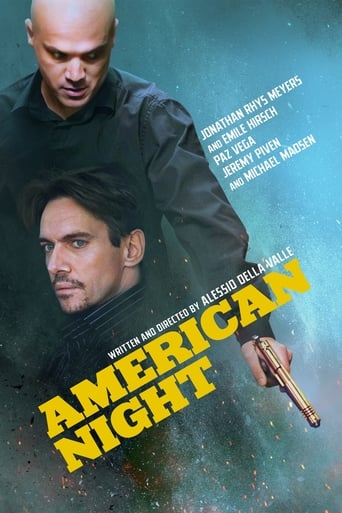 JONATHAN RHYS MEYERS
AND EMILE HIRSCH
PAZ VEGA
JEREMY PIVEN
AND MICHAEL MADSEN
WRITTEN AND DIRECTED BY ALESSIO DELLA VALLE
AMERICAN
NIGHT